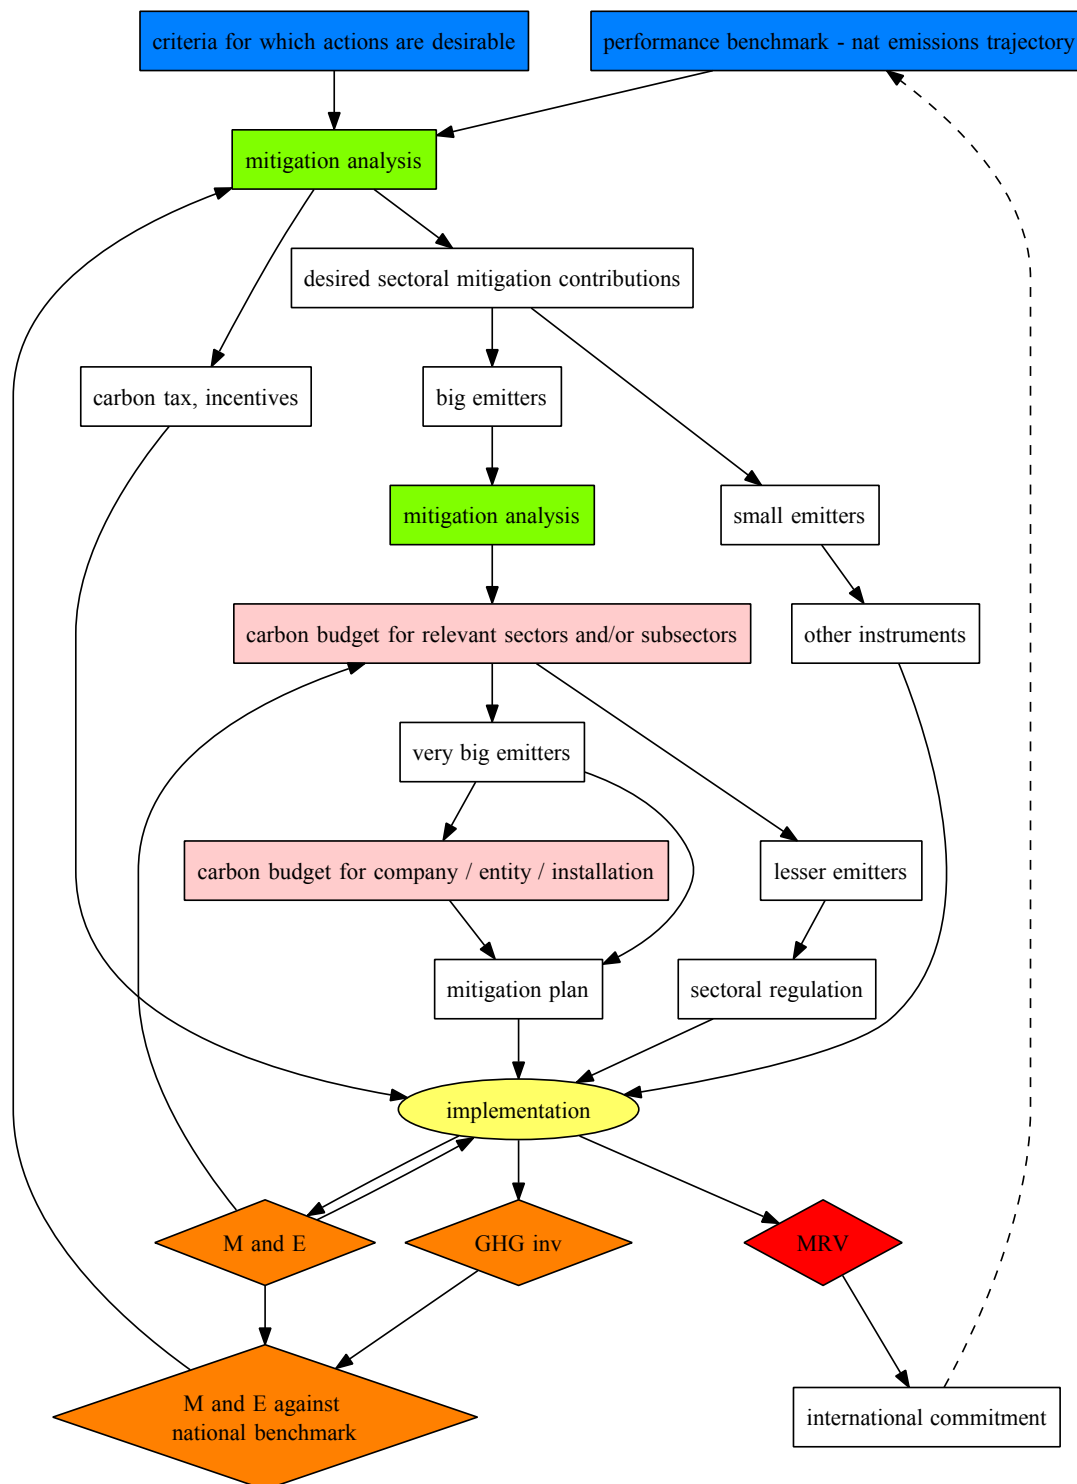 criteria for which actions are desirable
performance benchmark - nat emissions trajectory
mitigation analysis
desired sectoral mitigation contributions
carbon tax, incentives
big emitters
mitigation analysis
small emitters
carbon budget for relevant sectors and/or subsectors
other instruments
very big emitters
carbon budget for company / entity / installation
lesser emitters
mitigation plan
sectoral regulation
implementation
M and E
GHG inv
MRV
M and E against
national benchmark
international commitment